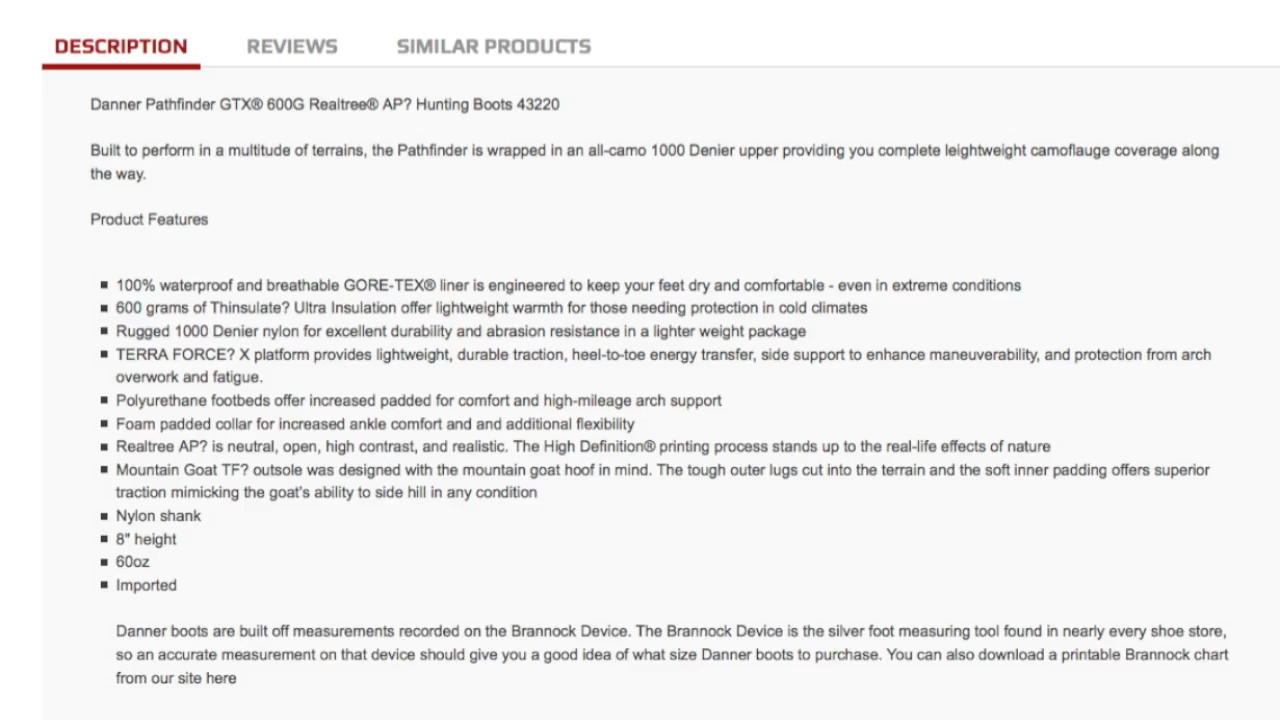 DESCRIPTION REVIEWS SIMILAR PRODUCTS
Danner Pathfinder GTX® 600G Realtree® AP? Hunting Boots 43220
Built to perform in a multitude of terrains, the Pathfinder is wrapped in an all-camo 1000 Denier upper providing you complete leightweight camoflauge coverage along
the way.
Product Features
▪ 100% waterproof and breathable GORE-TEX® liner is engineered to keep your feet dry and comfortable - even in extreme conditions
▪ 600 grams of Thinsulate? Ultra Insulation offer lightweight warmth for those needing protection in cold climates
▪ Rugged 1000 Denier nylon for excellent durability and abrasion resistance in a lighter weight package
▪ TERRA FORCE? X platform provides lightweight, durable traction, heel-to-toe energy transfer, side support to enhance maneuverability, and protection from arch
overwork and fatigue.
▪ Polyurethane footbeds offer increased padded for comfort and high-mileage arch support
▪ Foam padded collar for increased ankle comfort and and additional flexibility
▪ Realtree AP? is neutral, open, high contrast, and realistic. The High Definition® printing process stands up to the real-life effects of nature
▪ Mountain Goat TF? outsole was designed with the mountain goat hoof in mind. The tough outer lugs cut into the terrain and the soft inner padding offers superior
traction mimicking the goat's ability to side hill in any condition
▪ Nylon shank
▪ 8" height
▪ 60oz
▪ Imported
Danner boots are built off measurements recorded on the Brannock Device. The Brannock Device is the silver foot measuring tool found in nearly every shoe store,
so an accurate measurement on that device should give you a good idea of what size Danner boots to purchase. You can also download a printable Brannock chart
from our site here